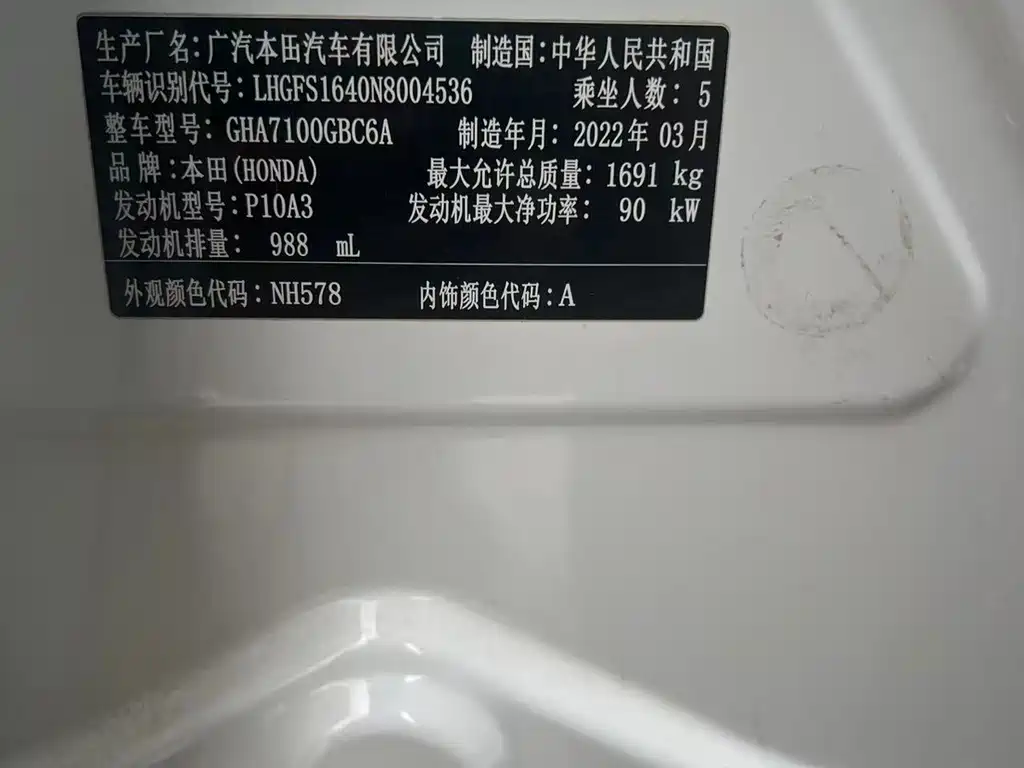 生产厂名:广汽本田汽车有限公司 制造国:中华人民共和国
车辆识别代号:LHGFS1640N8004536 乘坐人数:5
整车型号:GHA7100GBC6A 制造年月:2022年03月
品牌:本田(HONDA) 最大允许总质量:1691 kg
发动机型号:P10A3 发动机最大净功率:90 kW
发动机排量:988 mL
外观颜色代码:NH578 内饰颜色代码:A